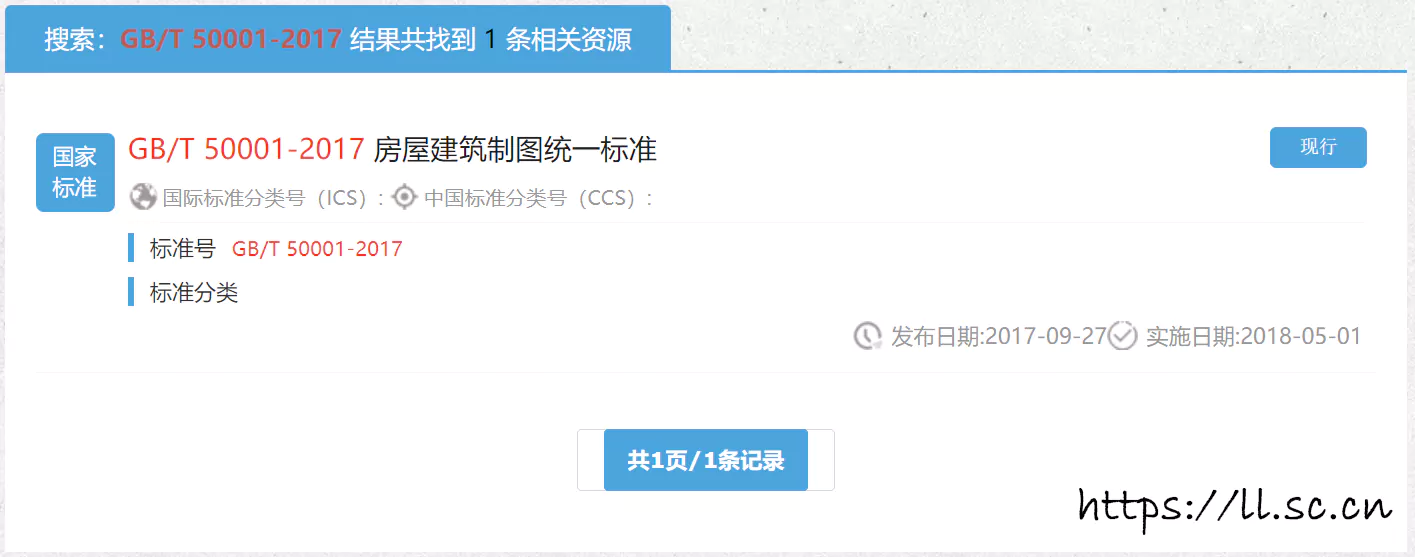 搜索：GB/T 50001-2017 结果共找到 1 条相关资源
国家
标准
GB/T 50001-2017 房屋建筑制图统一标准
现行
国际标准分类号（ICS）: 中国标准分类号（CCS）:
标准号 GB/T 50001-2017
标准分类
发布日期:2017-09-27 实施日期:2018-05-01
共1页/1条记录
https://ll.sc.cn